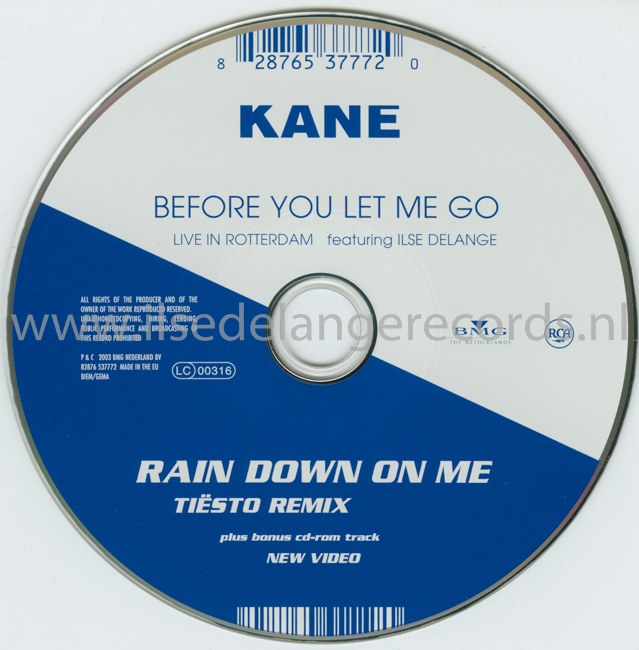 8 28765 37772 0
KANE
BEFORE YOU LET ME GO
LIVE IN ROTTERDAM featuring ILSE DELANGE
ALL RIGHTS OF THE PRODUCER AND OF THE
OWNER OF THE WORK REPRODUCED RESERVED.
UNAUTHORIZEDCOPYING, HIRING, LENDING,
PUBLIC PERFORMANCE AND BROADCASTING OF
THIS RECORD PROHIBITED
www.ilsedelangerecords.nl
BMG
THE NETHERLANDS
RCA
P & C 2003 BMG NEDERLAND BV
82876 537772 MADE IN THE EU
BIEM/GEMA
LC 00316
RAIN DOWN ON ME
TIËSTO REMIX
plus bonus cd-rom track
NEW VIDEO